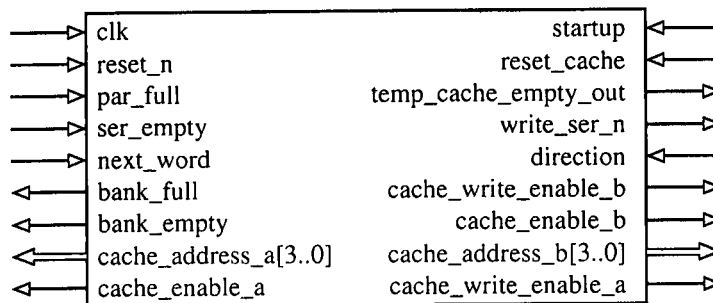 clk
reset_n
par_full
ser_empty
next_word
bank_full
bank_empty
cache_address_a[3..0]
cache_enable_a
startup
reset_cache
temp_cache_empty_out
write_ser_n
direction
cache_write_enable_b
cache_enable_b
cache_address_b[3..0]
cache_write_enable_a